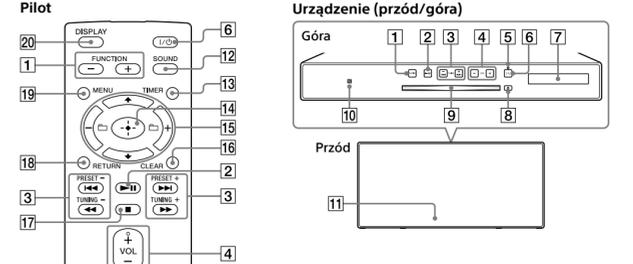 Pilot
DISPLAY
20
6
I/⏻
1
FUNCTION
− +
SOUND
12
19
MENU
TIMER
13
14
− +
15
18
RETURN
CLEAR
16
PRESET −
PRESET +
2
3
TUNING −
TUNING +
3
17
+
VOL
−
4
Urządzenie (przód/góra)
Góra
1 2 3 4 5 6 7
10 9 8
Przód
11